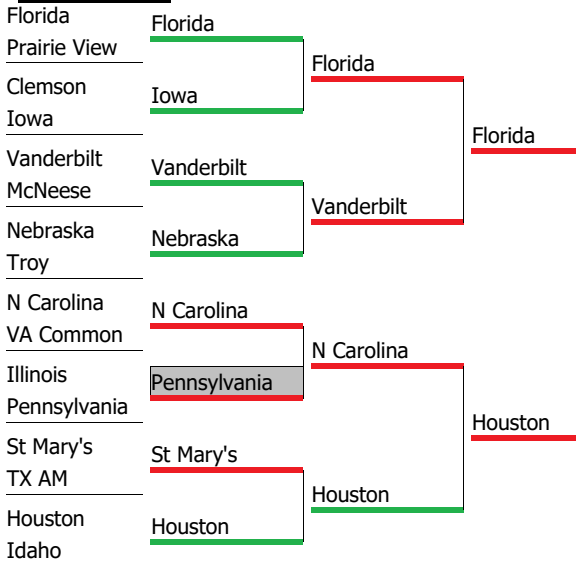 Florida
Prairie View
Clemson
Iowa
Vanderbilt
McNeese
Nebraska
Troy
N Carolina
VA Common
Illinois
Pennsylvania
St Mary's
TX AM
Houston
Idaho
Florida
Iowa
Vanderbilt
Nebraska
N Carolina
Pennsylvania
St Mary's
Houston
Florida
Vanderbilt
N Carolina
Houston
Florida
Houston